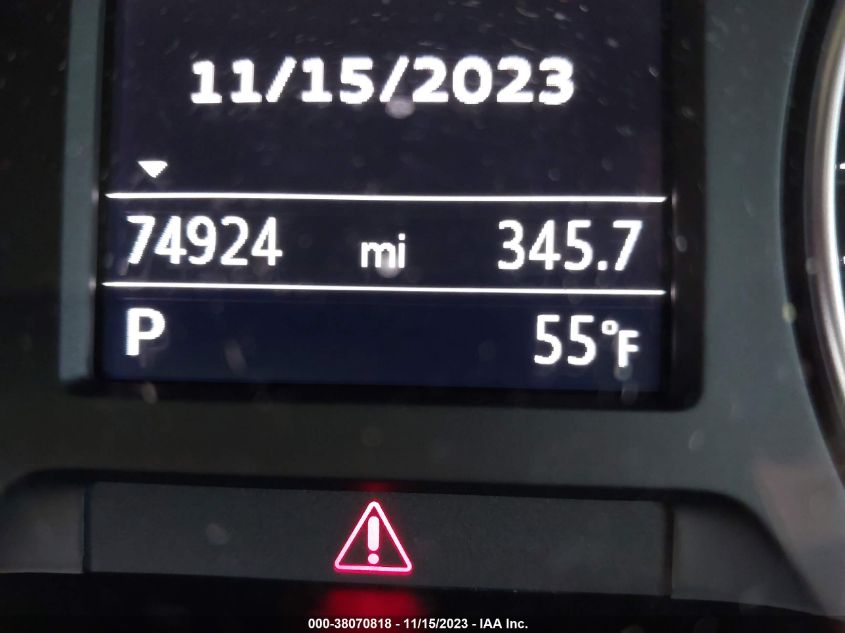 11/15/2023
74924 mi 345.7
P 55°F
000-38070818 - 11/15/2023 - IAA Inc.